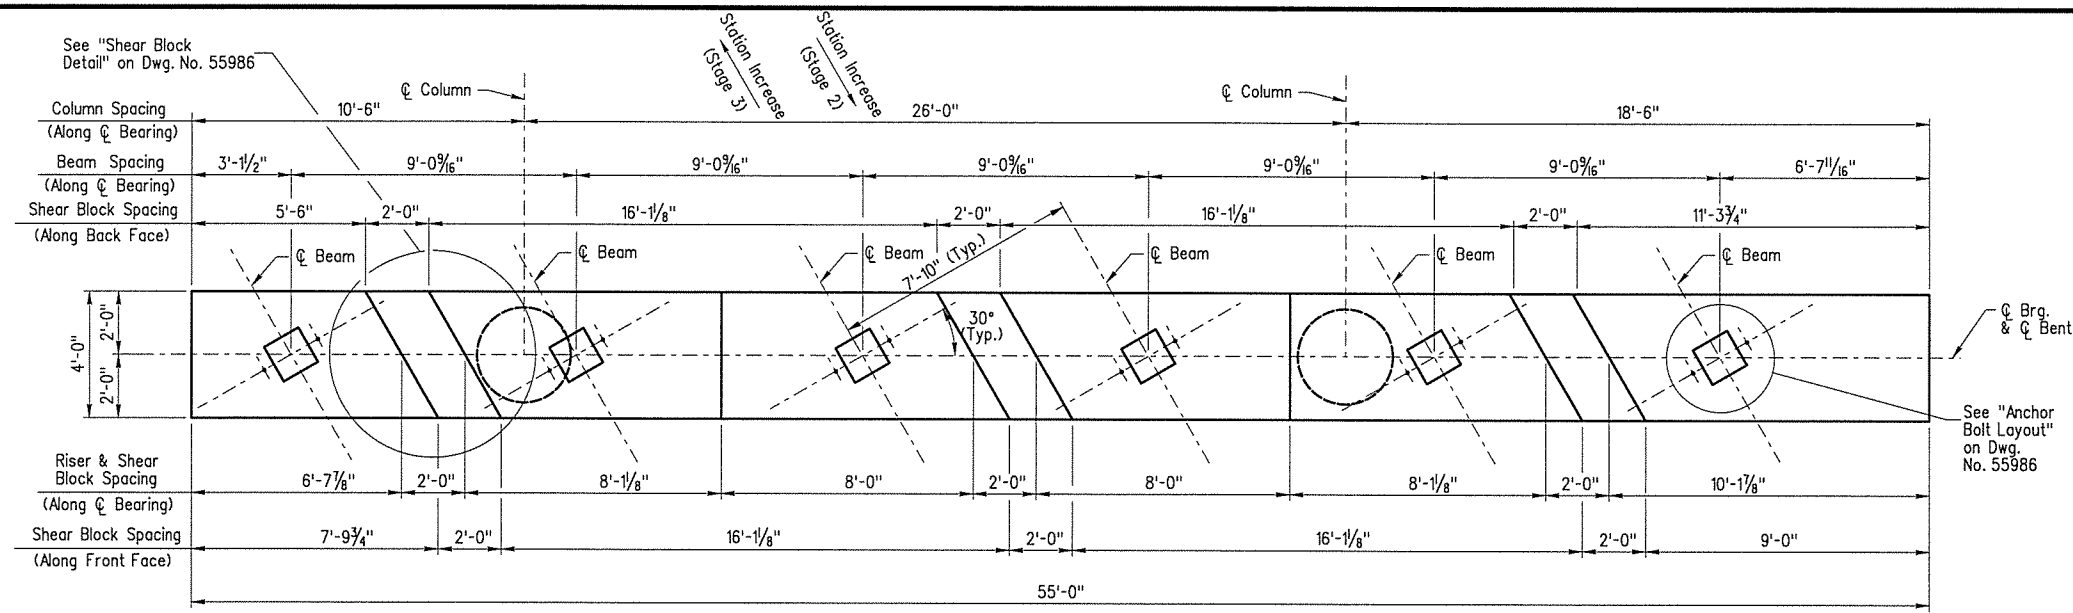 See "Shear Block
Detail" on Dwg. No. 55986
Station Increase
(Stage 3)
Station Increase
(Stage 2)
℄ Column
℄ Column
Column Spacing
(Along ℄ Bearing)
10'-6"
26'-0"
18'-6"
Beam Spacing
(Along ℄ Bearing)
3'-1½"
9'-0⁹⁄₁₆"
9'-0⁹⁄₁₆"
9'-0⁹⁄₁₆"
9'-0⁹⁄₁₆"
9'-0⁹⁄₁₆"
6'-7¹¹⁄₁₆"
Shear Block Spacing
(Along Back Face)
5'-6"
2'-0"
16'-1⅛"
2'-0"
16'-1⅛"
2'-0"
11'-3¾"
℄ Beam
℄ Beam
℄ Beam
7'-10" (Typ.)
℄ Beam
℄ Beam
℄ Beam
4'-0"
2'-0"
2'-0"
30°
(Typ.)
℄ Brg.
& ℄ Bent
See "Anchor
Bolt Layout"
on Dwg.
No. 55986
Riser & Shear
Block Spacing
(Along ℄ Bearing)
6'-7⅞"
2'-0"
8'-1⅛"
8'-0"
2'-0"
8'-0"
8'-1⅛"
2'-0"
10'-1⅞"
Shear Block Spacing
(Along Front Face)
7'-9¾"
2'-0"
16'-1⅛"
2'-0"
16'-1⅛"
2'-0"
9'-0"
55'-0"